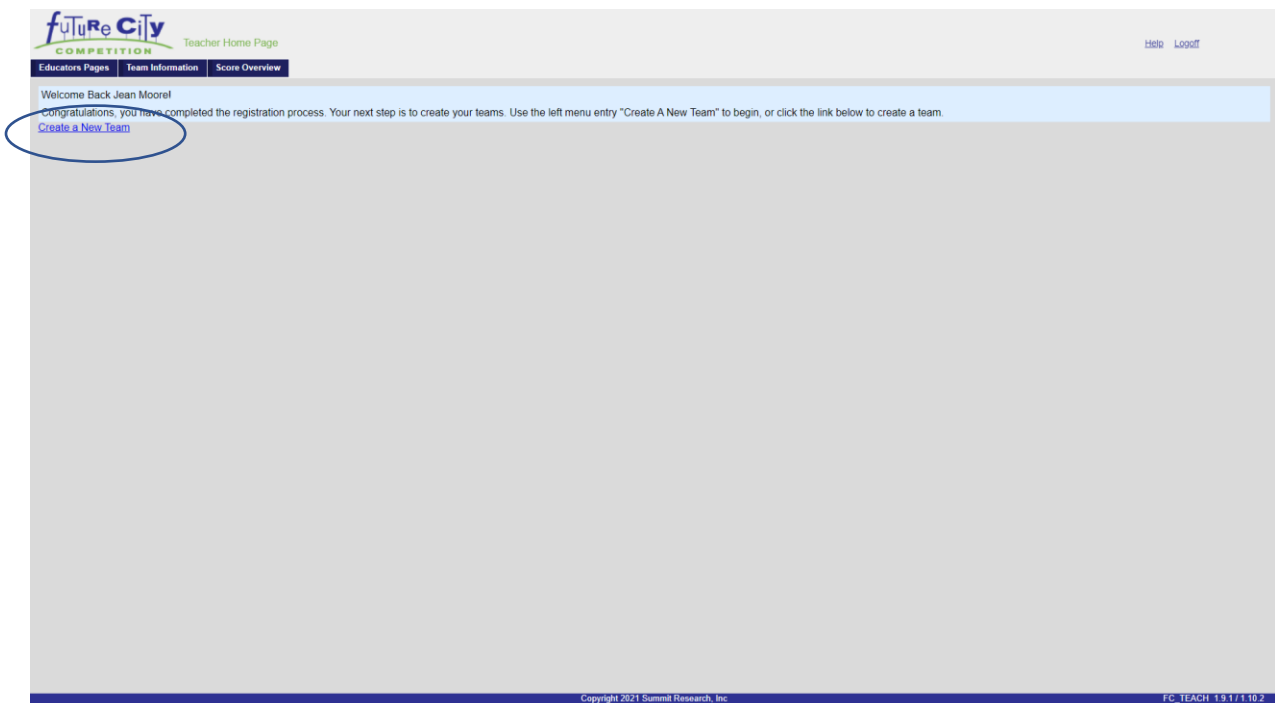 fuTuRe CiTy
COMPETITION
Teacher Home Page
Help Logoff
Educators Pages Team Information Score Overview
Welcome Back Jean Moore!
Congratulations, you have completed the registration process. Your next step is to create your teams. Use the left menu entry "Create A New Team" to begin, or click the link below to create a team.
Create a New Team
Copyright 2021 Summit Research, Inc
FC_TEACH 1.9.1 / 1.10.2